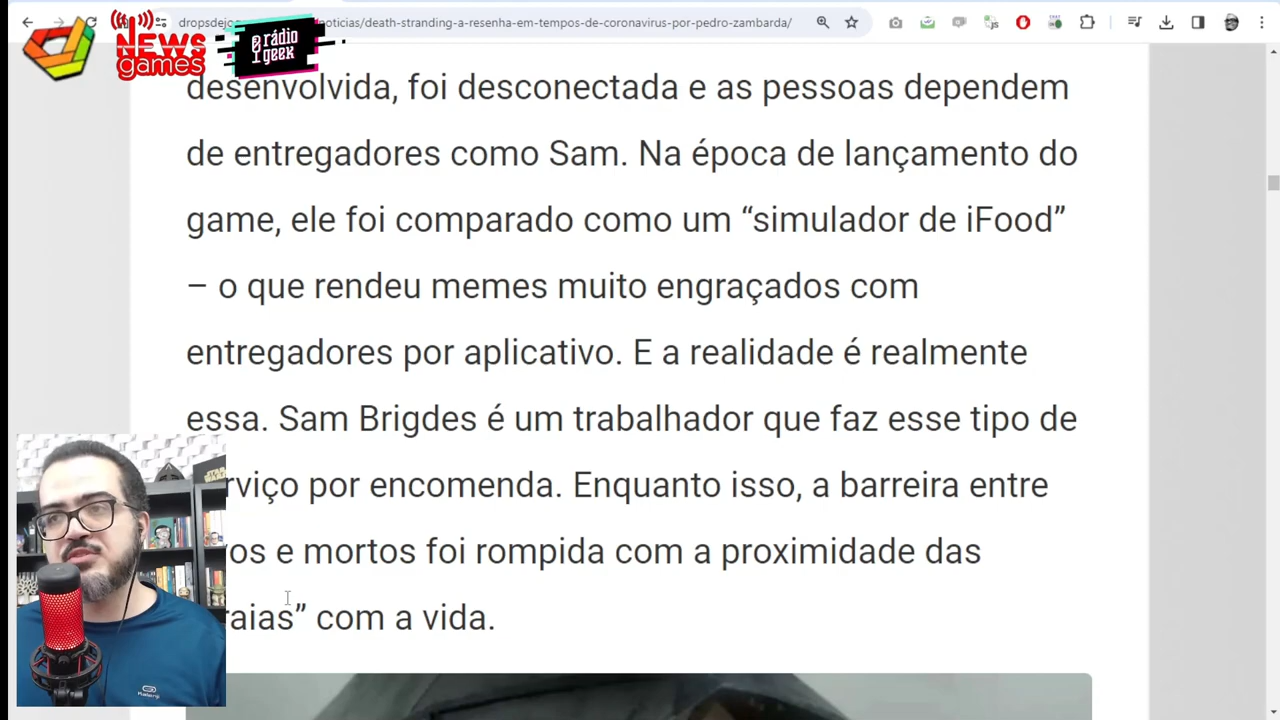 dropsdejo
noticias/death-stranding-a-resenha-em-tempos-de-coronavirus-por-pedro-zambarda/
NEWS
games
rádio
geek
desenvolvida, foi desconectada e as pessoas dependem
de entregadores como Sam. Na época de lançamento do
game, ele foi comparado como um “simulador de iFood”
– o que rendeu memes muito engraçados com
entregadores por aplicativo. E a realidade é realmente
essa. Sam Brigdes é um trabalhador que faz esse tipo de
rviço por encomenda. Enquanto isso, a barreira entre
os e mortos foi rompida com a proximidade das
raias” com a vida.